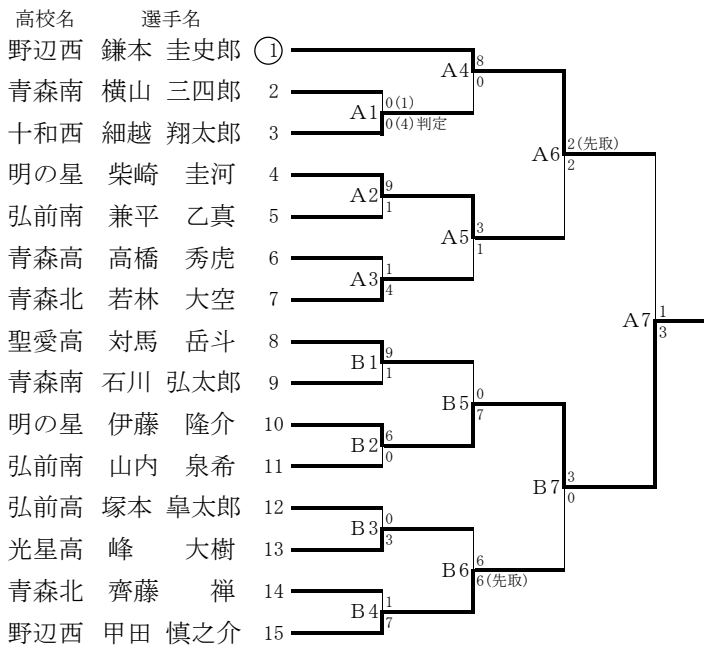 高校名 選手名
野辺西 鎌本 圭史郎 ①
青森南 横山 三四郎 2
十和西 細越 翔太郎 3
明の星 柴崎 圭河 4
弘前南 兼平 乙真 5
青森高 高橋 秀虎 6
青森北 若林 大空 7
聖愛高 対馬 岳斗 8
青森南 石川 弘太郎 9
明の星 伊藤 隆介 10
弘前南 山内 泉希 11
弘前高 塚本 皐太郎 12
光星高 峰 大樹 13
青森北 齊藤 禅 14
野辺西 甲田 慎之介 15
A1 0(1)
0(4)判定
A2 9
1
A3 1
4
B1 9
1
B2 6
0
B3 0
3
B4 1
7
A4 8
0
A5 3
1
B5 0
7
B6 6
6(先取)
A6 2(先取)
2
B7 3
0
A7 1
3